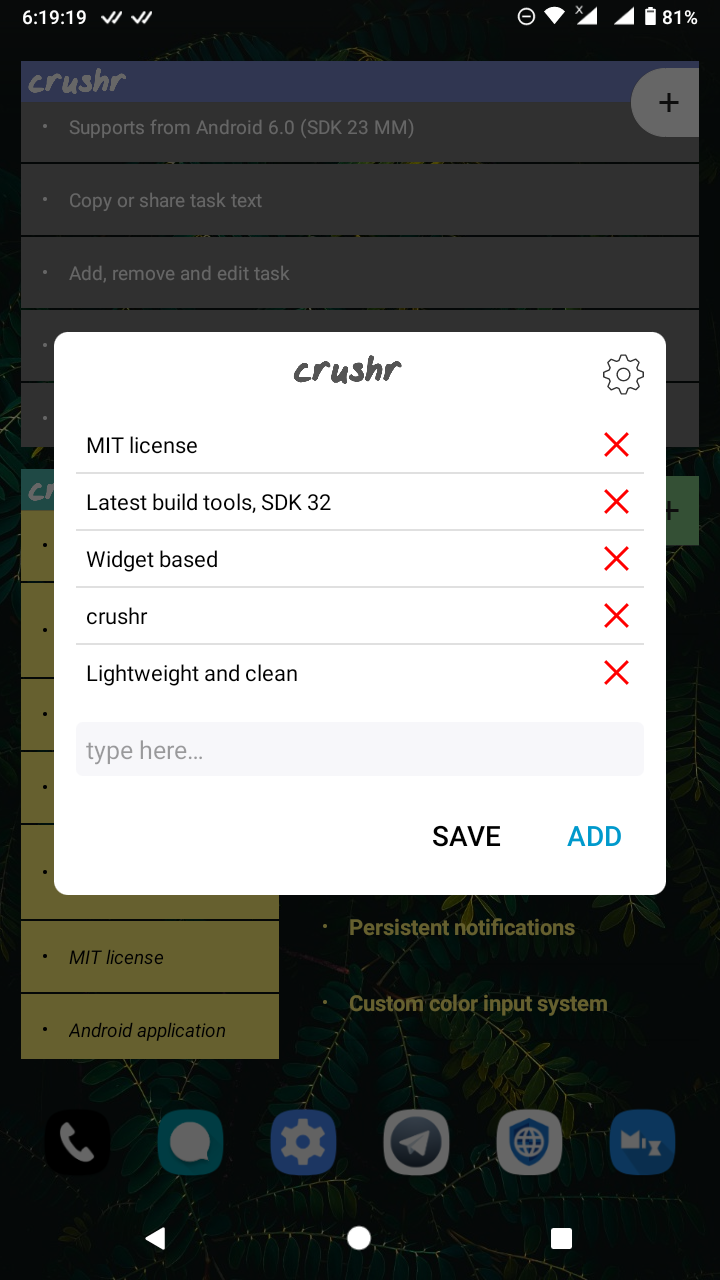 6:19:19
81%
crushr
+
• Supports from Android 6.0 (SDK 23 MM)
• Copy or share task text
• Add, remove and edit task
crushr
MIT license
Latest build tools, SDK 32
Widget based
crushr
Lightweight and clean
type here...
SAVE ADD
• Persistent notifications
• MIT license
• Custom color input system
• Android application
MiX